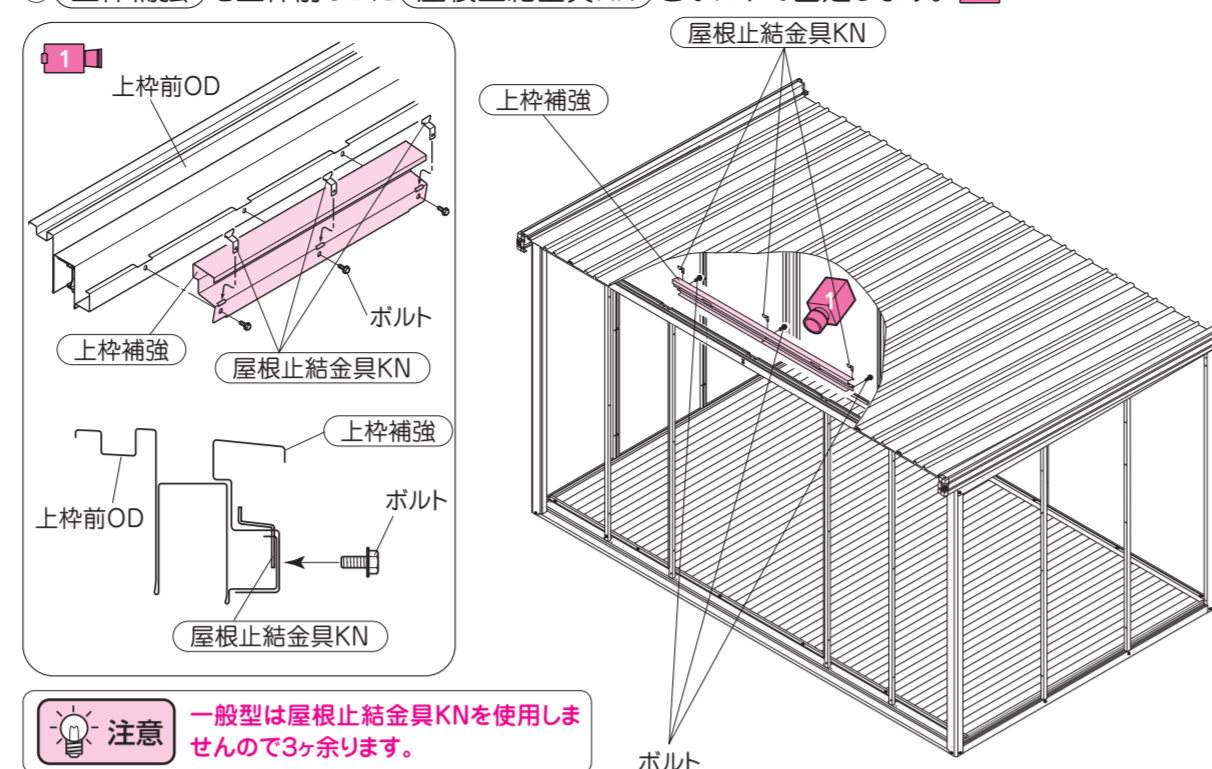 屋根止結金具KN
1
上枠前OD
上枠補強
ボルト
上枠補強
屋根止結金具KN
1
上枠補強
ボルト
上枠前OD
屋根止結金具KN
注意
一般型は屋根止結金具KNを使用しま
せんので3ヶ余ります。
ボルト